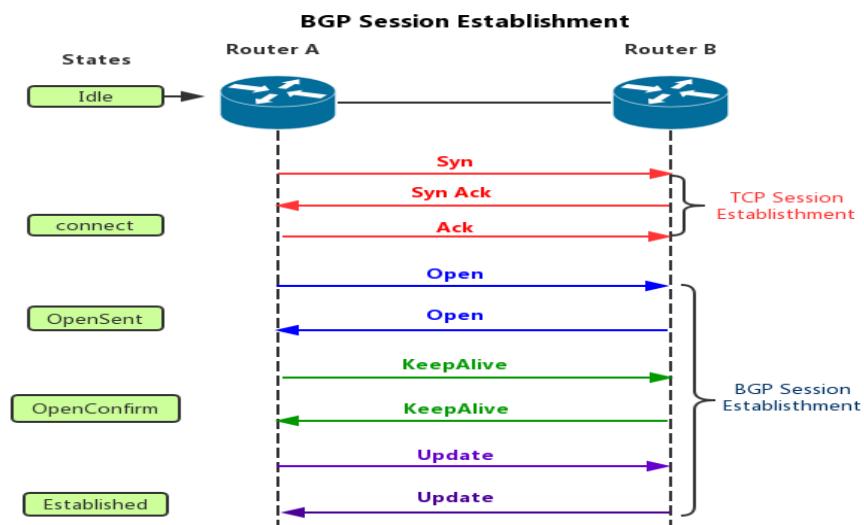 BGP Session Establishment
Router A
Router B
States
Idle
Syn
Syn Ack
TCP Session
Establisthment
connect
Ack
Open
OpenSent
Open
KeepAlive
BGP Session
Establisthment
OpenConfirm
KeepAlive
Update
Established
Update